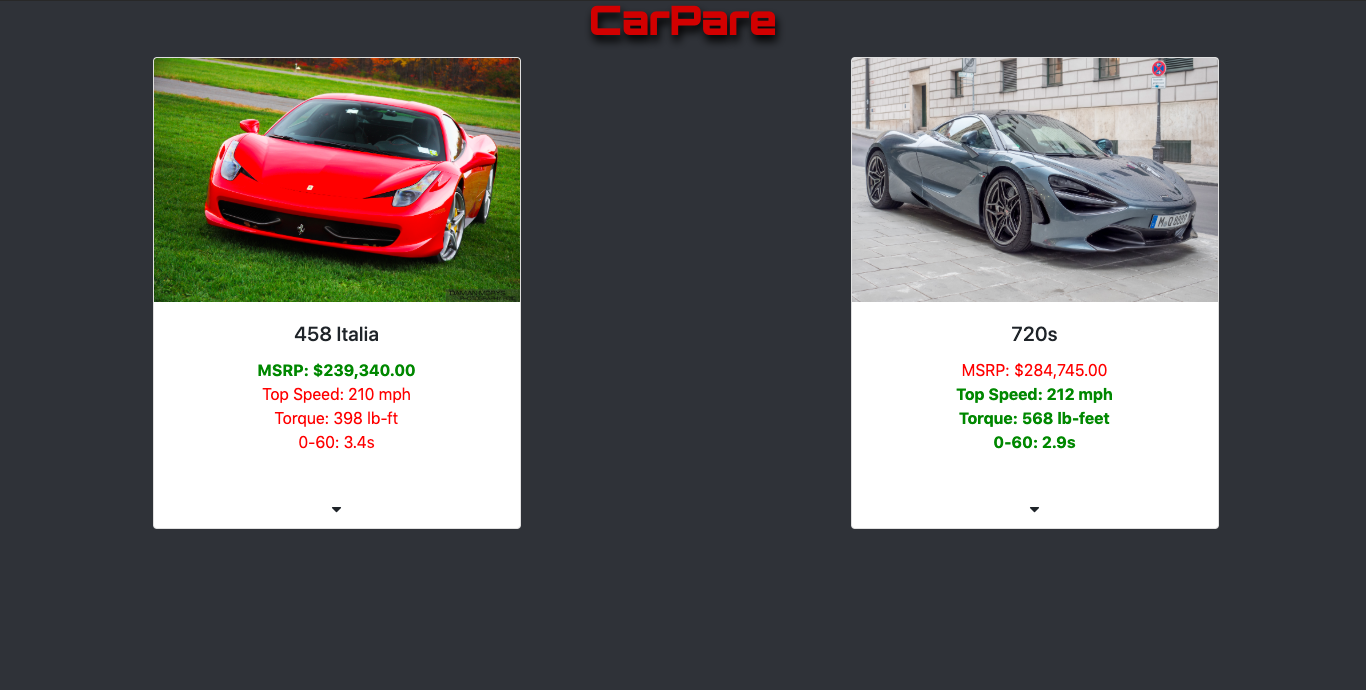 CarPare
458 Italia
MSRP: $239,340.00
Top Speed: 210 mph
Torque: 398 lb-ft
0-60: 3.4s
720s
MSRP: $284,745.00
Top Speed: 212 mph
Torque: 568 lb-feet
0-60: 2.9s